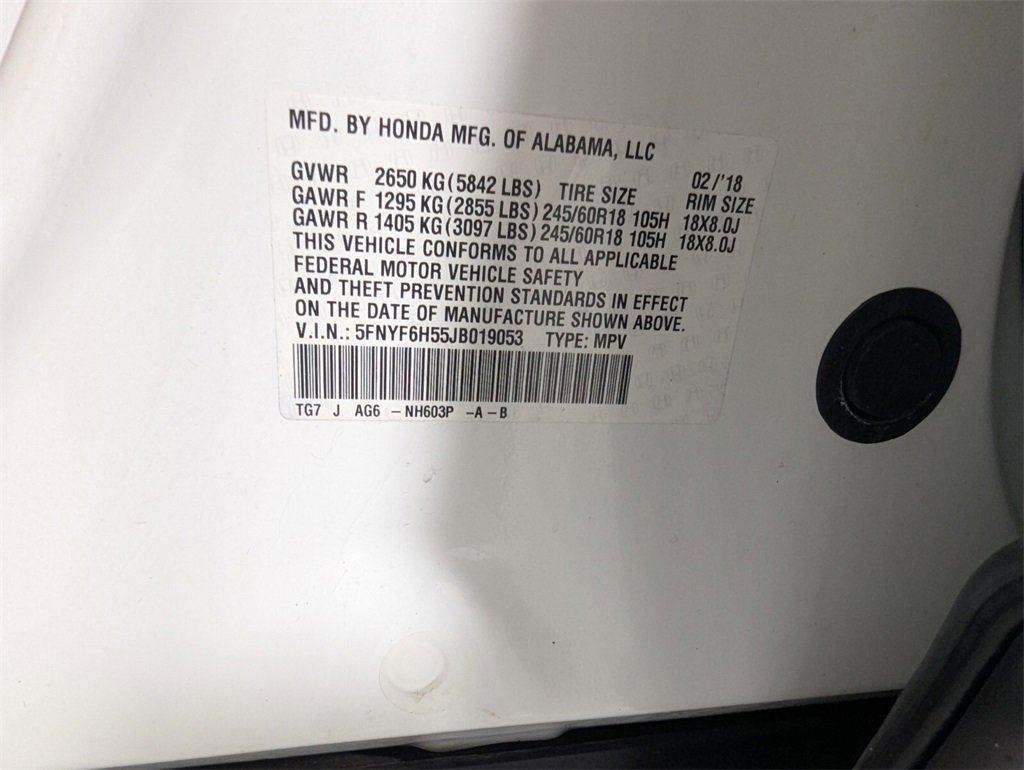 MFD. BY HONDA MFG. OF ALABAMA, LLC
GVWR 2650 KG (5842 LBS) TIRE SIZE 02/'18 RIM SIZE
GAWR F 1295 KG (2855 LBS) 245/60R18 105H 18X8.0J
GAWR R 1405 KG (3097 LBS) 245/60R18 105H 18X8.0J
THIS VEHICLE CONFORMS TO ALL APPLICABLE
FEDERAL MOTOR VEHICLE SAFETY
AND THEFT PREVENTION STANDARDS IN EFFECT
ON THE DATE OF MANUFACTURE SHOWN ABOVE.
V.I.N.: 5FNYF6H55JB019053 TYPE: MPV
TG7 J AG6 - NH603P - A - B